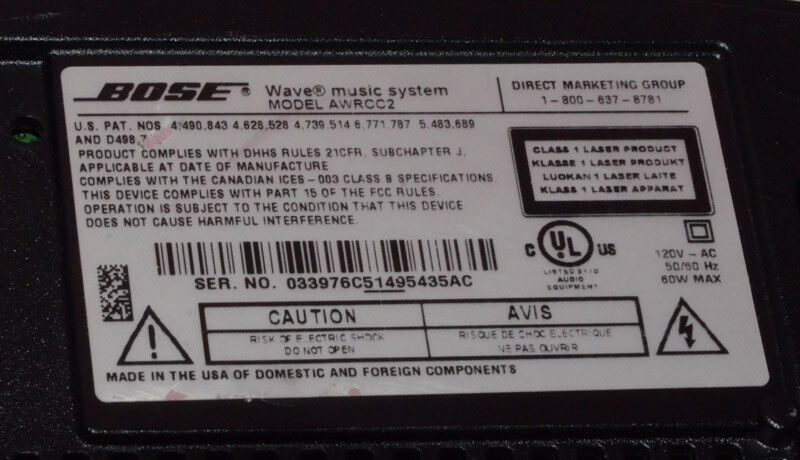 BOSE® Wave® music system
MODEL AWRCC2
DIRECT MARKETING GROUP
1-800-637-8781
U.S. PAT. NOS 4,490,843 4,628,528 4,739,514 6,771,787 5,483,689
AND D498,7
PRODUCT COMPLIES WITH DHHS RULES 21CFR, SUBCHAPTER J,
APPLICABLE AT DATE OF MANUFACTURE
COMPLIES WITH THE CANADIAN ICES-003 CLASS B SPECIFICATIONS
THIS DEVICE COMPLIES WITH PART 15 OF THE FCC RULES.
OPERATION IS SUBJECT TO THE CONDITION THAT THIS DEVICE
DOES NOT CAUSE HARMFUL INTERFERENCE.
CLASS 1 LASER PRODUCT
KLASSE 1 LASER PRODUKT
LUOKAN 1 LASER LAITE
KLASS 1 LASER APPARAT
SER. NO. 033976C51495435AC
C UL US
LISTED
AUDIO
EQUIPMENT
120V ~ AC
50/60 Hz
60W MAX
CAUTION
RISK OF ELECTRIC SHOCK
DO NOT OPEN
AVIS
RISQUE DE CHOC ELECTRIQUE
NE PAS OUVRIR
MADE IN THE USA OF DOMESTIC AND FOREIGN COMPONENTS